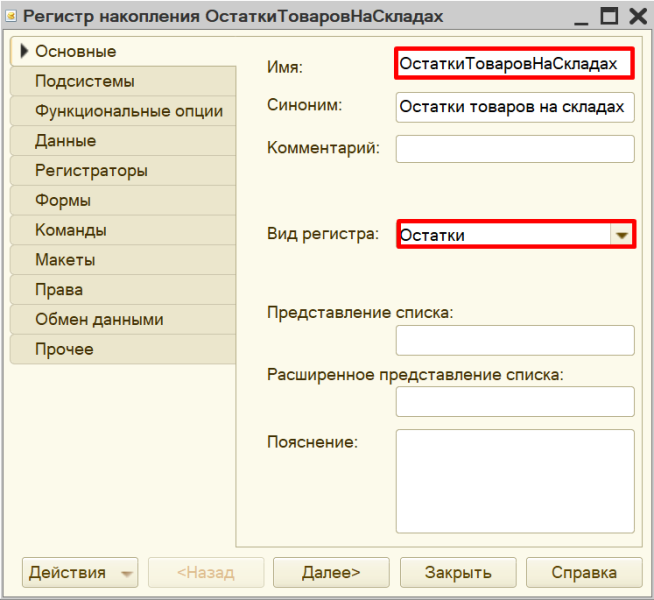 Регистр накопления ОстаткиТоваровНаСкладах
Основные
Подсистемы
Функциональные опции
Данные
Регистраторы
Формы
Команды
Макеты
Права
Обмен данными
Прочее
Имя: ОстаткиТоваровНаСкладах
Синоним: Остатки товаров на складах
Комментарий:
Вид регистра: Остатки
Представление списка:
Расширенное представление списка:
Пояснение:
Действия <Назад Далее> Закрыть Справка